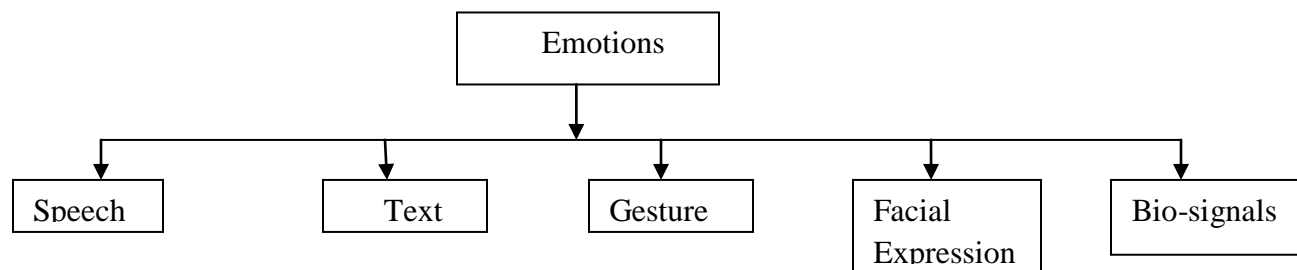 Emotions
Speech
Text
Gesture
Facial
Expression
Bio-signals